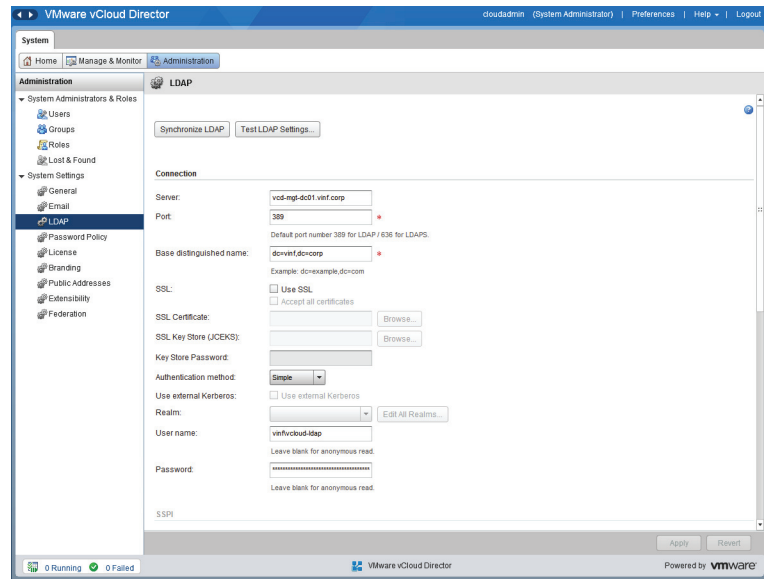 VMware vCloud Director
cloudadmin (System Administrator) | Preferences | Help | Logout
System
Home Manage & Monitor Administration
Administration
LDAP
System Administrators & Roles
Users
Groups
Roles
Lost & Found
System Settings
General
Email
LDAP
Password Policy
License
Branding
Public Addresses
Extensibility
Federation
Synchronize LDAP Test LDAP Settings...
Connection
Server: vcd-mgt-dc01.vinf.corp
Port: 389 *
Default port number 389 for LDAP / 636 for LDAPS.
Base distinguished name: dc=vinf,dc=corp *
Example: dc=example,dc=com
SSL: Use SSL
Accept all certificates
SSL Certificate: Browse...
SSL Key Store (JCEKS): Browse...
Key Store Password:
Authentication method: Simple
Use external Kerberos: Use external Kerberos
Realm: Edit All Realms...
User name: vinf\vcloud-ldap
Leave blank for anonymous read.
Password: ****************************************
Leave blank for anonymous read.
SSPI
Apply Revert
0 Running 0 Failed
VMware vCloud Director
Powered by vmware